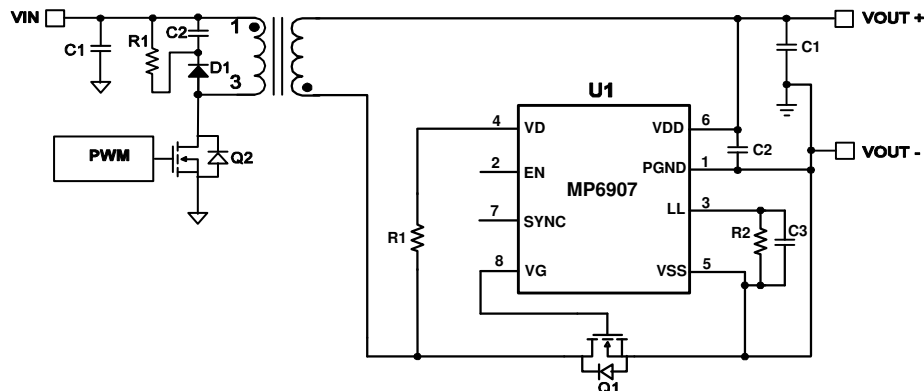 VIN
VOUT +
C1
R1
C2
1
D1
3
C1
U1
PWM
Q2
4
VD
VDD
6
C2
VOUT -
2
EN
PGND
1
MP6907
7
SYNC
LL
3
R1
R2
C3
8
VG
VSS
5
Q1